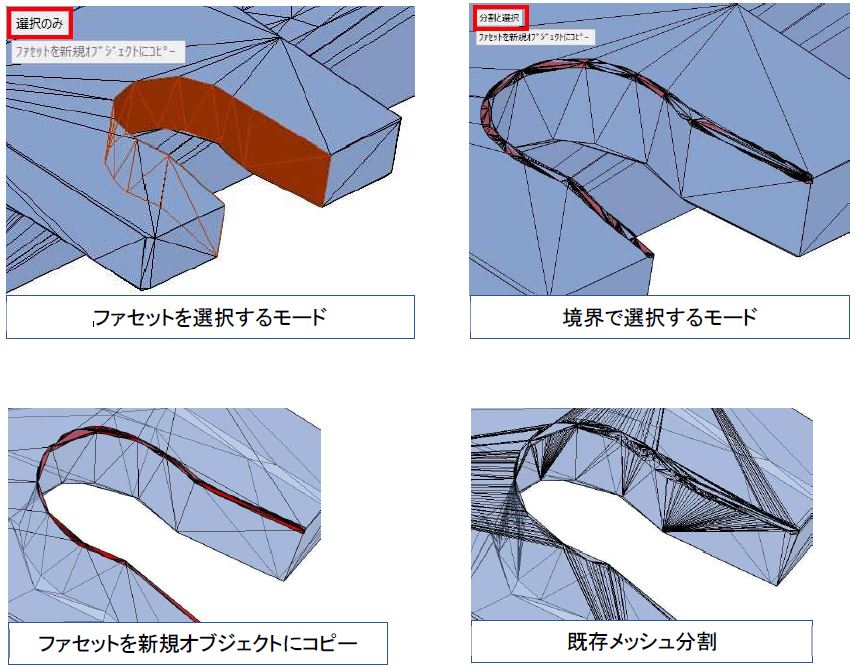 選択のみ
ファセットを新規オブジェクトにコピー
分割と選択
ファセットを新規オブジェクトにコピー
ファセットを選択するモード
境界で選択するモード
ファセットを新規オブジェクトにコピー
既存メッシュ分割